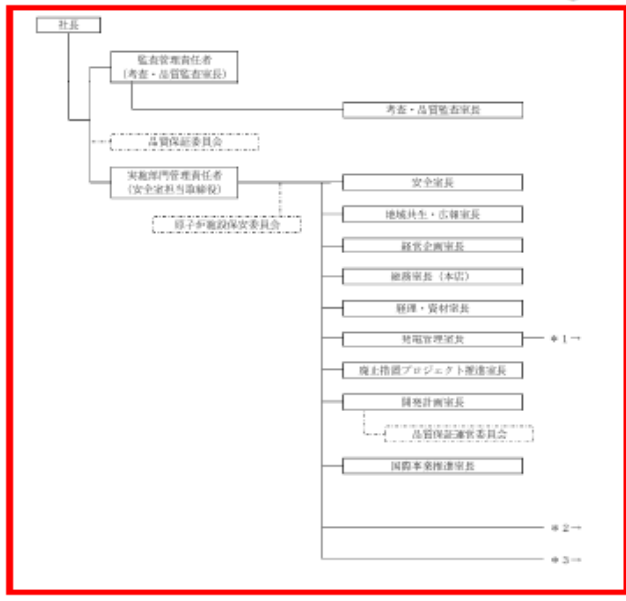 社長
監査管理責任者
(考査・品質監査室長)
考査・品質監査室長
品質保証委員会
実施部門管理責任者
(安全室担当取締役)
原子炉施設保安委員会
安全室長
地域共生・広報室長
経営企画室長
総務室長（本店）
経理・資材室長
発電管理室長
＊1→
廃止措置プロジェクト推進室長
開発計画室長
品質保証運営委員会
国際事業推進室長
＊2→
＊3→